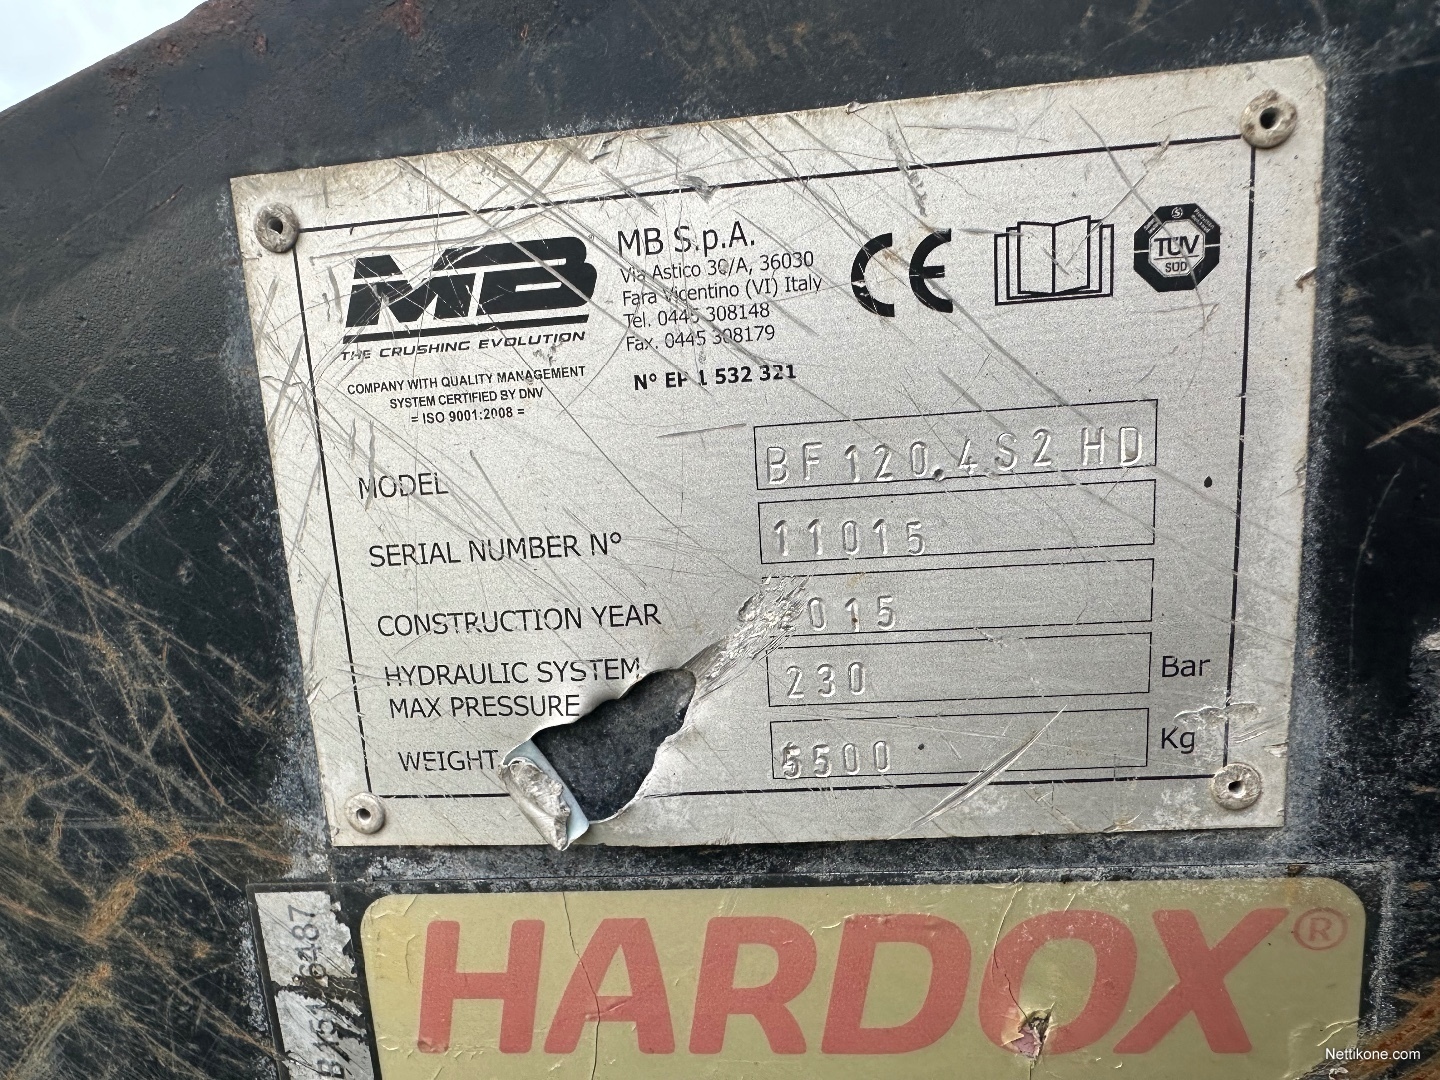 MB
THE CRUSHING EVOLUTION
COMPANY WITH QUALITY MANAGEMENT
SYSTEM CERTIFIED BY DNV
= ISO 9001:2008 =
MB S.p.A.
Via Astico 30/A, 36030
Fara Vicentino (VI) Italy
Tel. 0445 308148
Fax. 0445 308179
N° EP 1 532 321
CE
TÜV
SÜD
MODEL BF120.4S2 HD
SERIAL NUMBER N° 11015
CONSTRUCTION YEAR 015
HYDRAULIC SYSTEM
MAX PRESSURE 230 Bar
WEIGHT 5500 Kg
HARDOX®
Nettikone.com